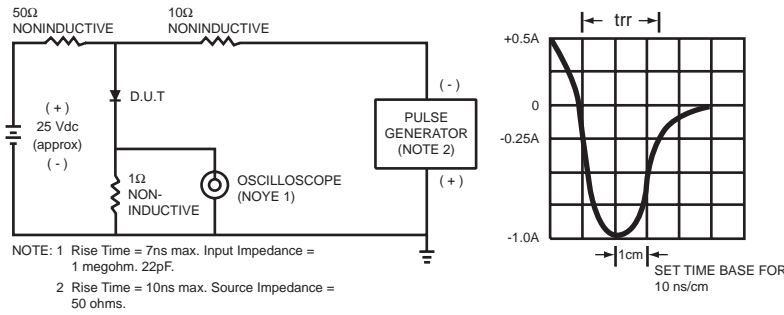 50Ω
NONINDUCTIVE
10Ω
NONINDUCTIVE
( + )
25 Vdc
(approx)
( - )
D.U.T
1Ω
NON-
INDUCTIVE
OSCILLOSCOPE
(NOYE 1)
( - )
PULSE
GENERATOR
(NOTE 2)
( + )
NOTE: 1 Rise Time = 7ns max. Input Impedance =
1 megohm. 22pF.
2 Rise Time = 10ns max. Source Impedance =
50 ohms.
trr
+0.5A
0
-0.25A
-1.0A
1cm
SET TIME BASE FOR
10 ns/cm